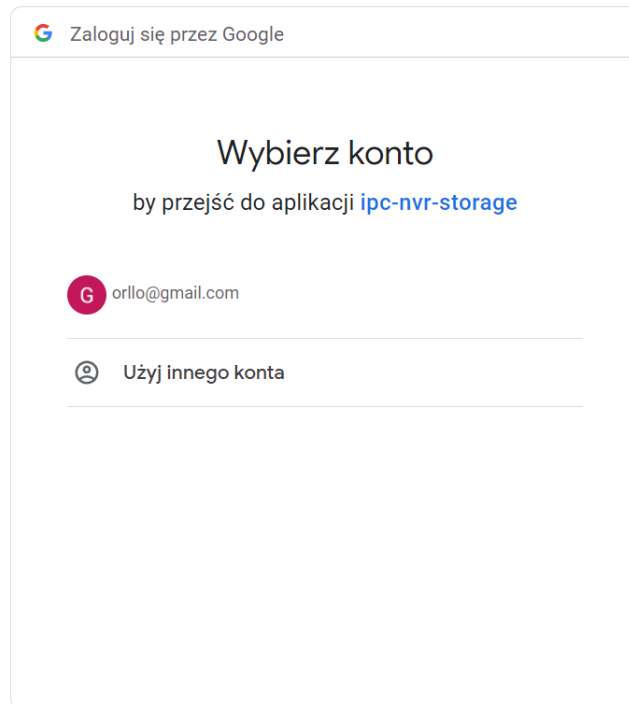 Zaloguj się przez Google
Wybierz konto
by przejść do aplikacji ipc-nvr-storage
G orllo@gmail.com
Użyj innego konta